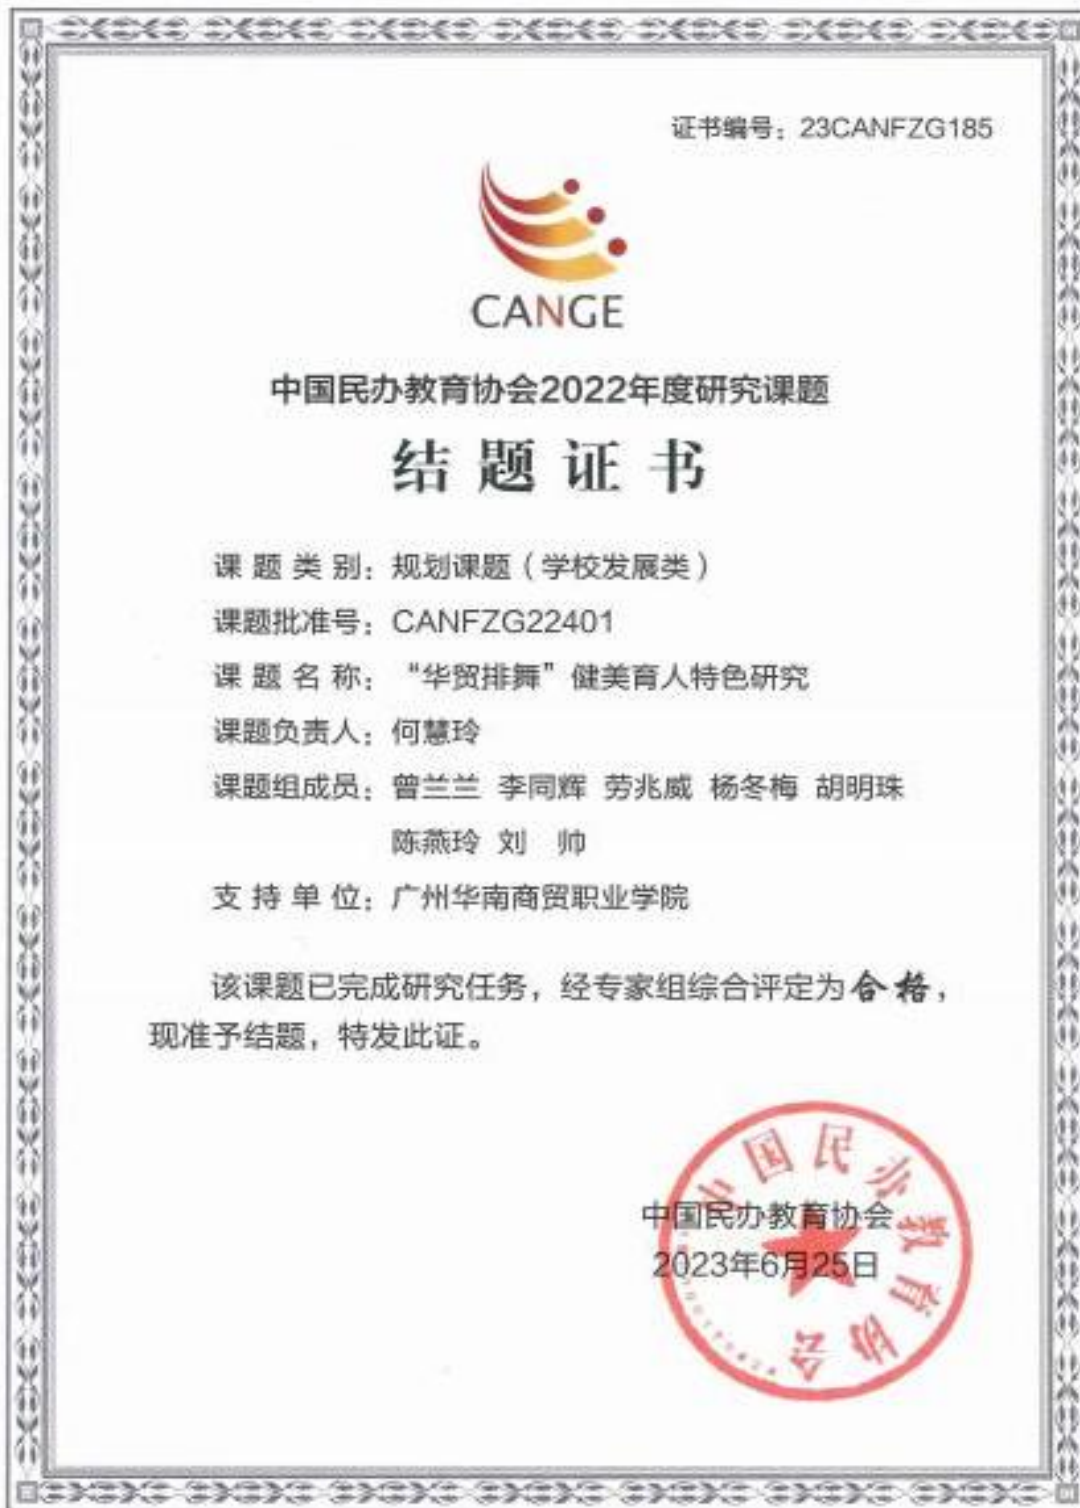 证书编号：23CANFZG185
CANGE
中国民办教育协会2022年度研究课题
结题证书
课题类别：规划课题（学校发展类）
课题批准号：CANFZG22401
课题名称：“华贸排舞”健美育人特色研究
课题负责人：何慧玲
课题组成员：曾兰兰 李同辉 劳兆威 杨冬梅 胡明珠
陈燕玲 刘 帅
支持单位：广州华南商贸职业学院
该课题已完成研究任务，经专家组综合评定为合格，
现准予结题，特发此证。
中国民办教育协会
2023年6月25日
中国民办教育协会